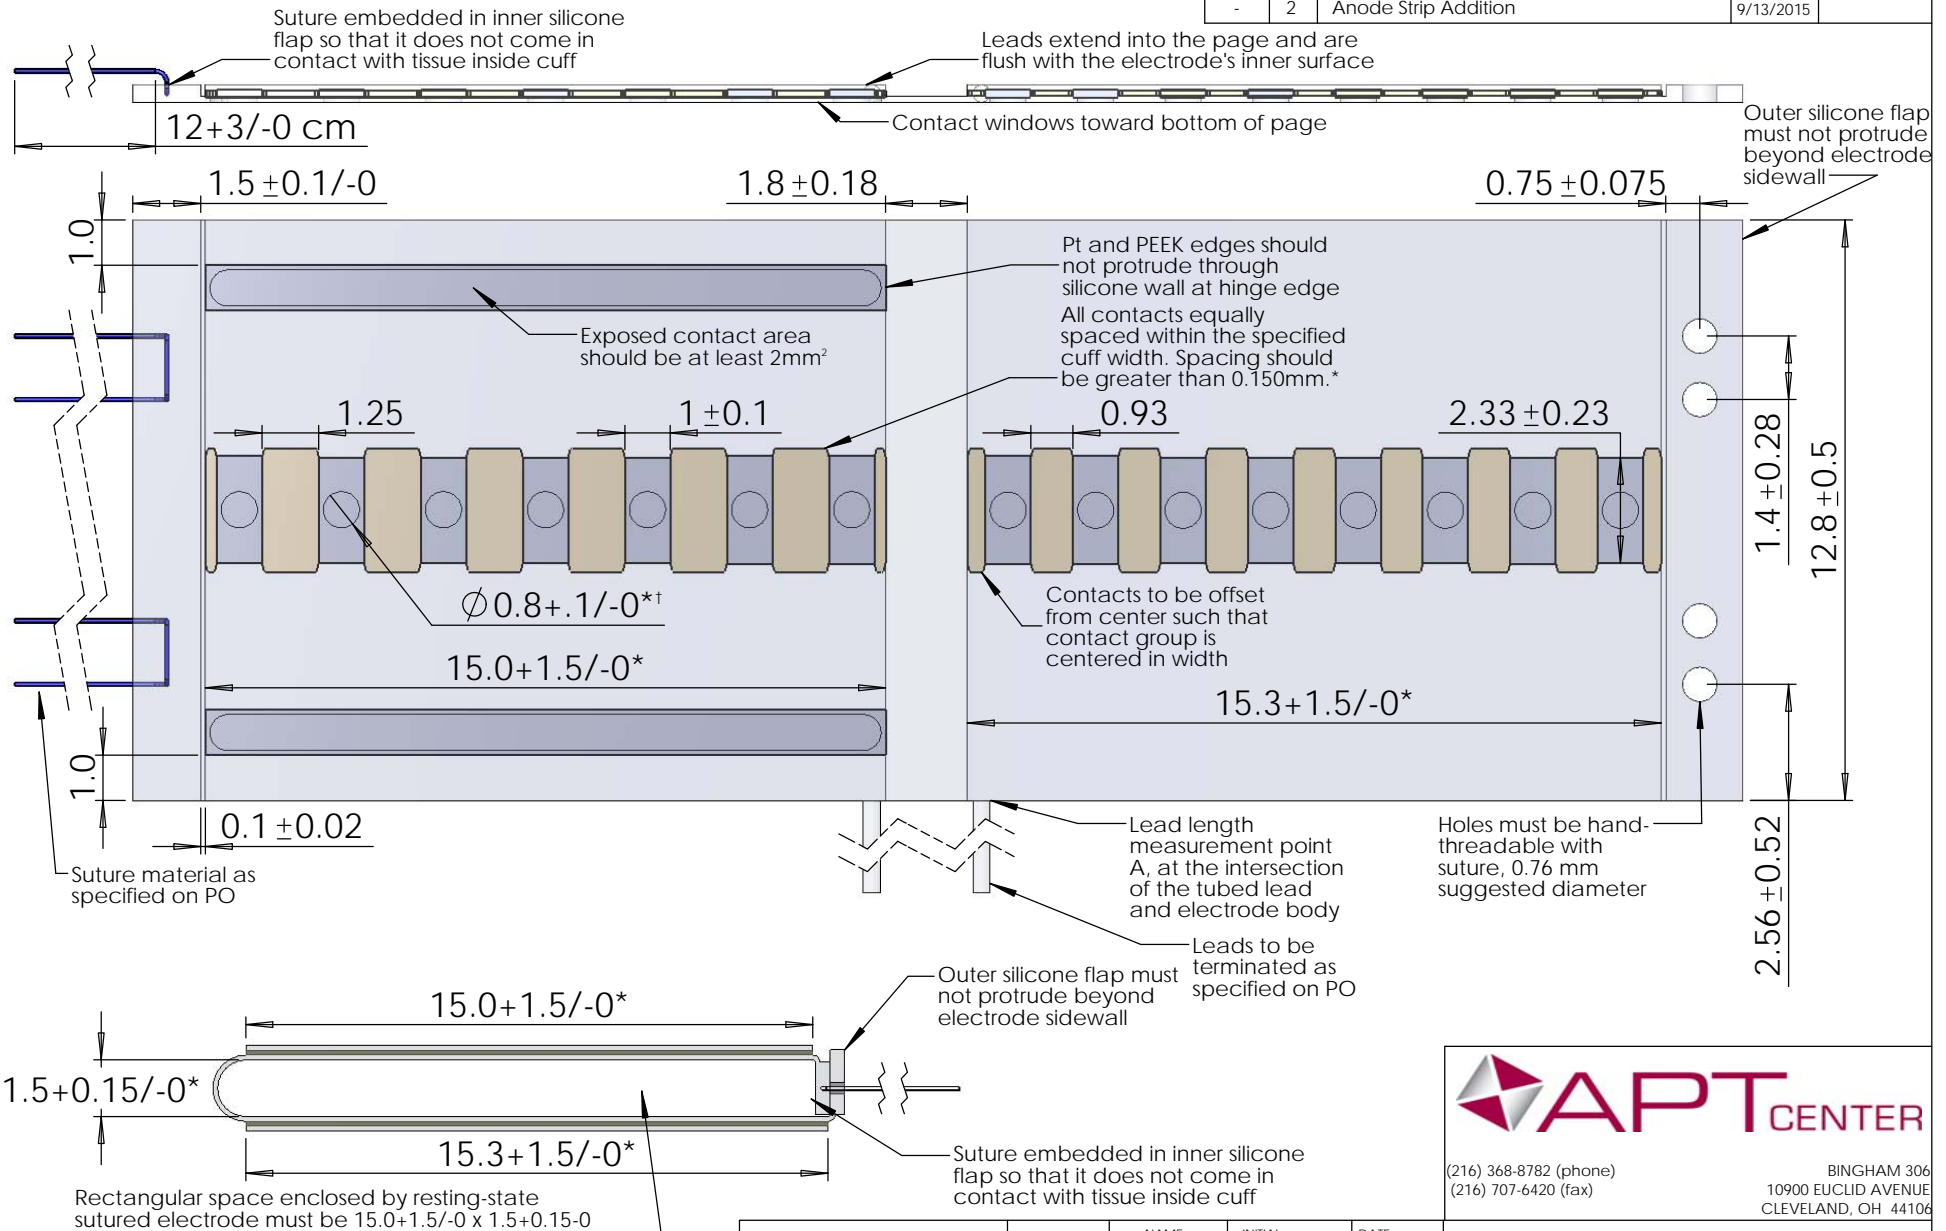 - 2 Anode Strip Addition 9/13/2015
Suture embedded in inner silicone
flap so that it does not come in
contact with tissue inside cuff
Leads extend into the page and are
flush with the electrode's inner surface
12+3/-0 cm
Contact windows toward bottom of page
Outer silicone flap
must not protrude
beyond electrode
sidewall
1.5±0.1/-0
1.8±0.18
0.75±0.075
1.0
Pt and PEEK edges should
not protrude through
silicone wall at hinge edge
Exposed contact area
should be at least 2mm²
All contacts equally
spaced within the specified
cuff width. Spacing should
be greater than 0.150mm.*
1.25
1±0.1
0.93
2.33±0.23
1.4±0.28
12.8±0.5
Ø0.8+.1/-0*†
Contacts to be offset
from center such that
contact group is
centered in width
15.0+1.5/-0*
15.3+1.5/-0*
1.0
0.1±0.02
Suture material as
specified on PO
Lead length
measurement point
A, at the intersection
of the tubed lead
and electrode body
Holes must be hand-
threadable with
suture, 0.76 mm
suggested diameter
2.56±0.52
Leads to be
terminated as
specified on PO
Outer silicone flap must
not protrude beyond
electrode sidewall
15.0+1.5/-0*
1.5+0.15/-0*
15.3+1.5/-0*
Suture embedded in inner silicone
flap so that it does not come in
contact with tissue inside cuff
Rectangular space enclosed by resting-state
sutured electrode must be 15.0+1.5/-0 x 1.5+0.15-0
APT CENTER
(216) 368-8782 (phone)
(216) 707-6420 (fax)
BINGHAM 306
10900 EUCLID AVENUE
CLEVELAND, OH 44106
NAME DATE